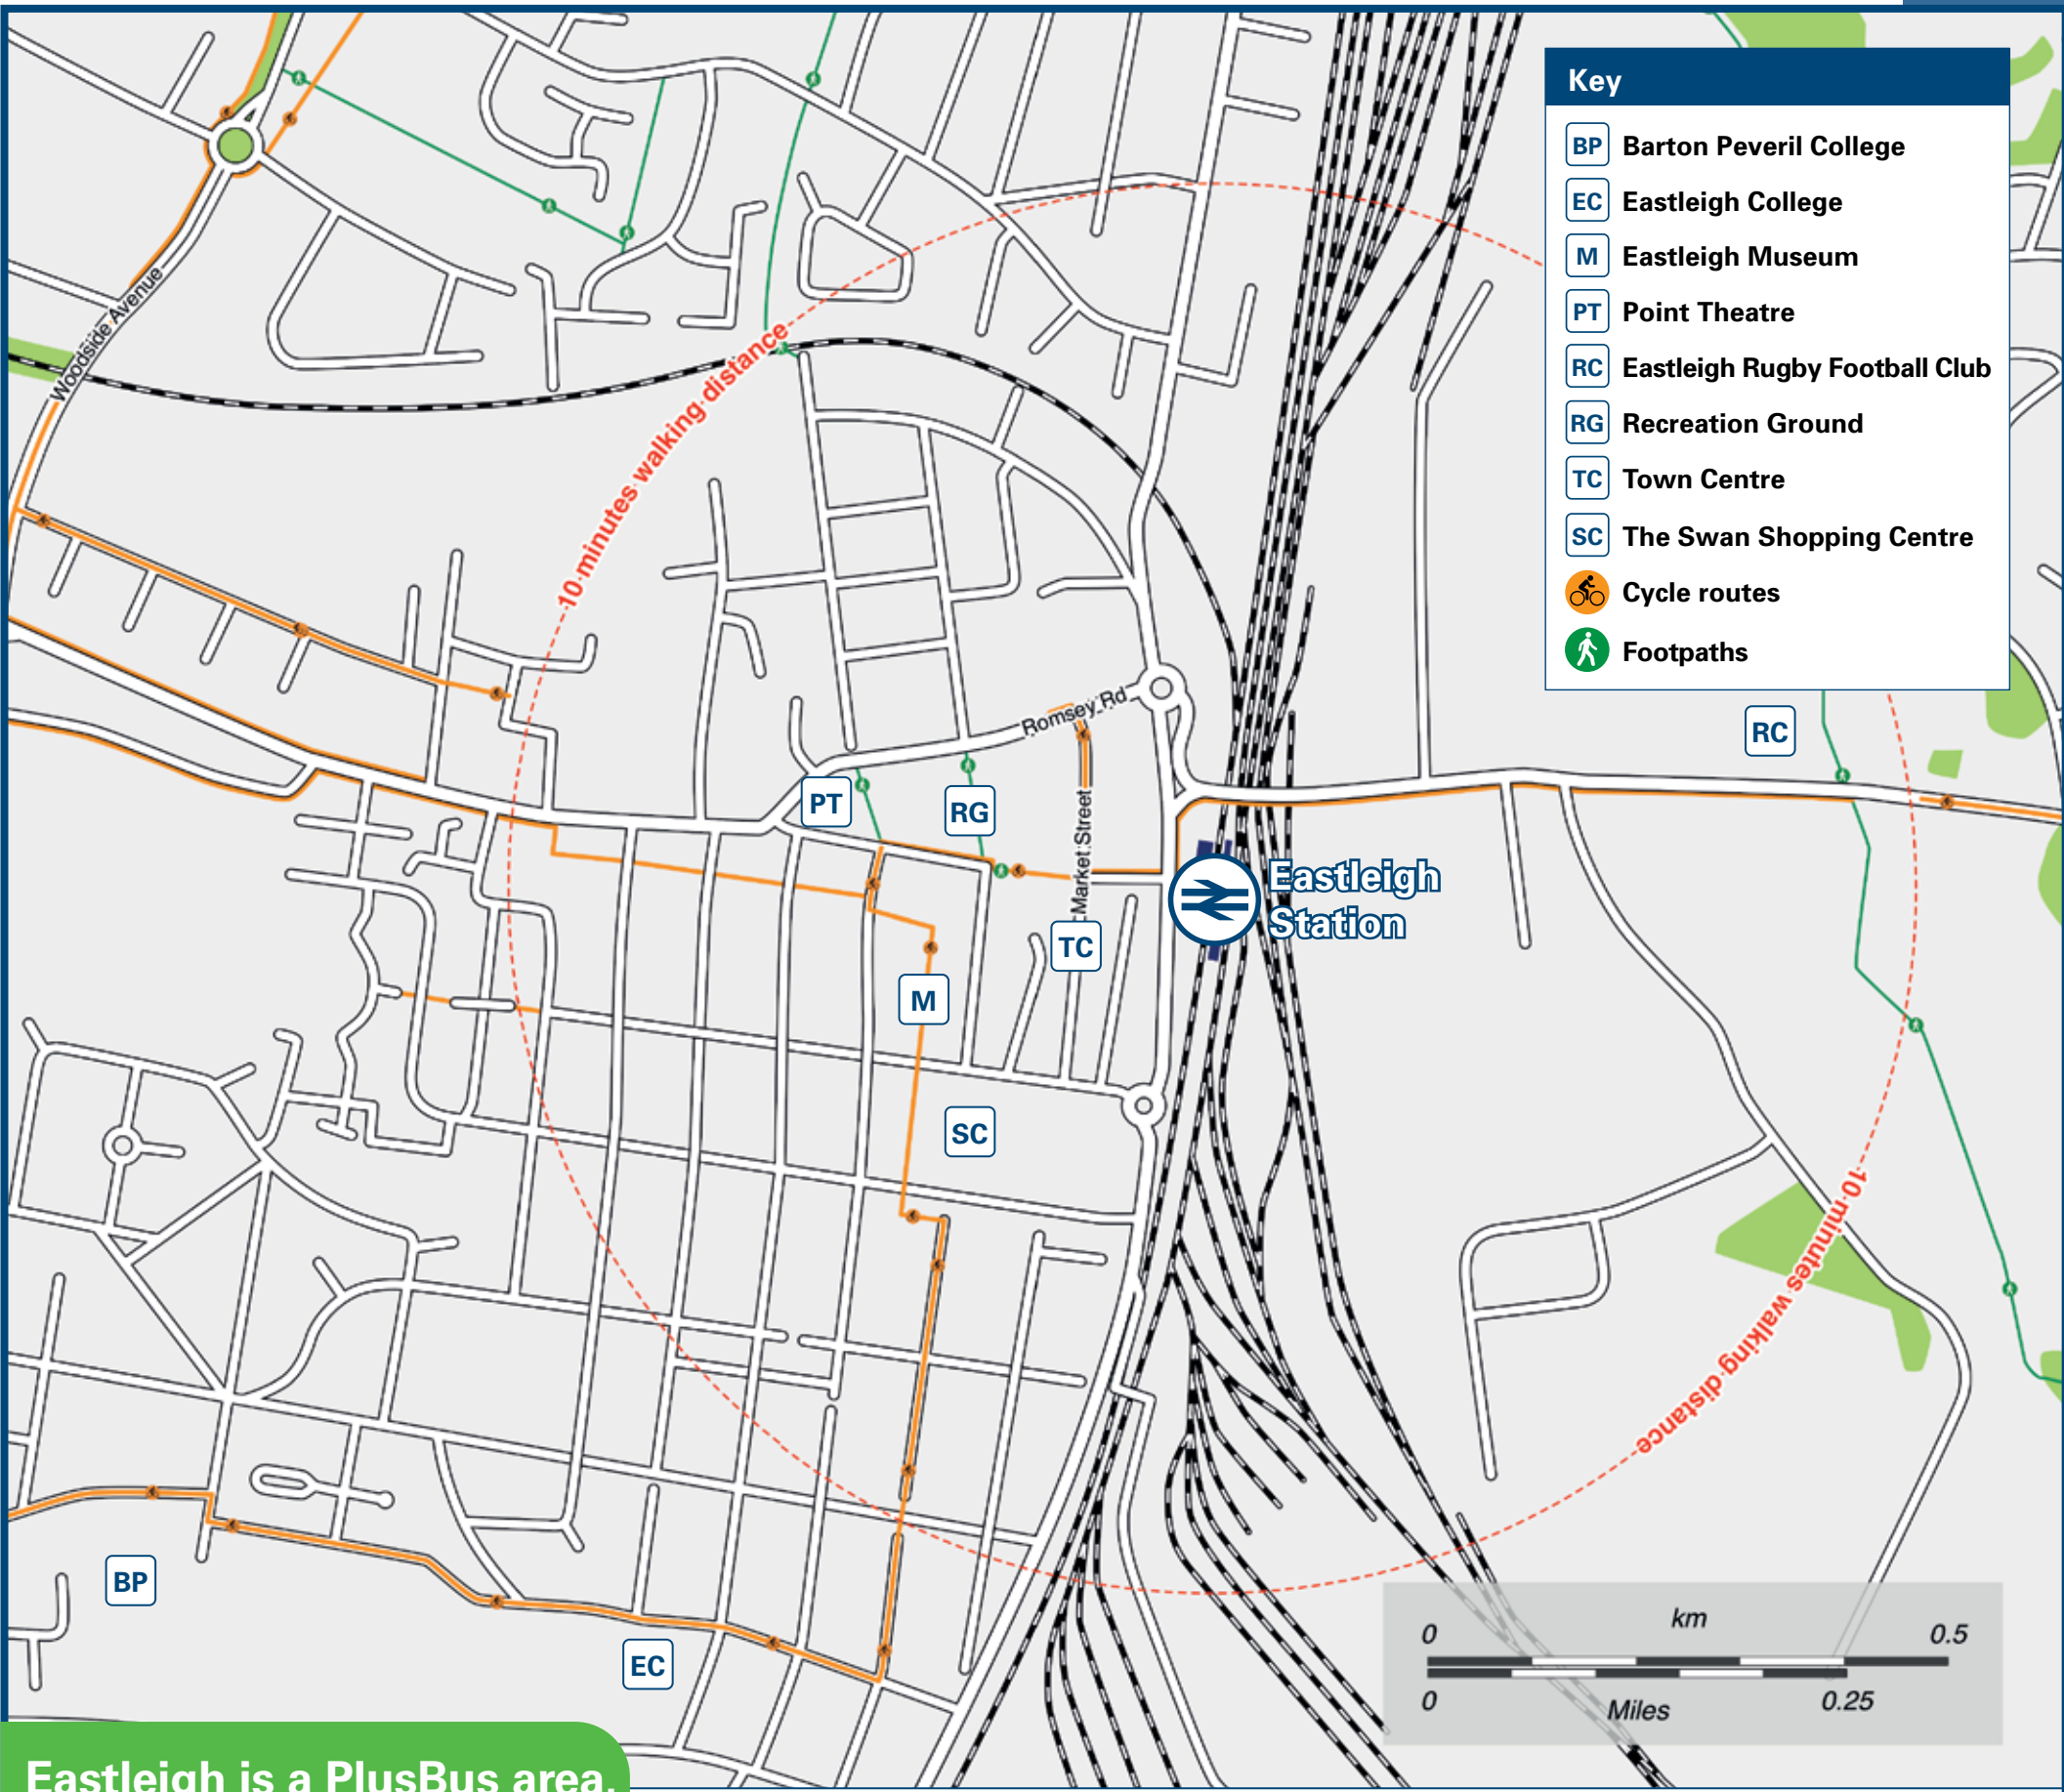 Key
BP Barton Peveril College
EC Eastleigh College
M Eastleigh Museum
PT Point Theatre
RC Eastleigh Rugby Football Club
RG Recreation Ground
TC Town Centre
SC The Swan Shopping Centre
Cycle routes
Footpaths
Woodside Avenue
10 minutes walking distance
Romsey Rd
RC
PT
RG
Market Street
Eastleigh
Station
TC
M
SC
10 minutes walking distance
BP
EC
km
0 0.5
0 0.25
Miles
Eastleigh is a PlusBus area.